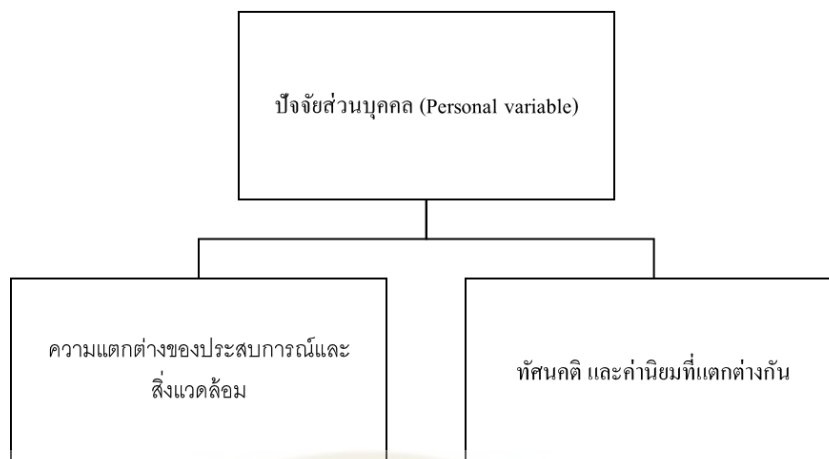 ปัจจัยส่วนบุคคล (Personal variable)
ความแตกต่างของประสบการณ์และ
สิ่งแวดล้อม
ทัศนคติ และค่านิยมที่แตกต่างกัน